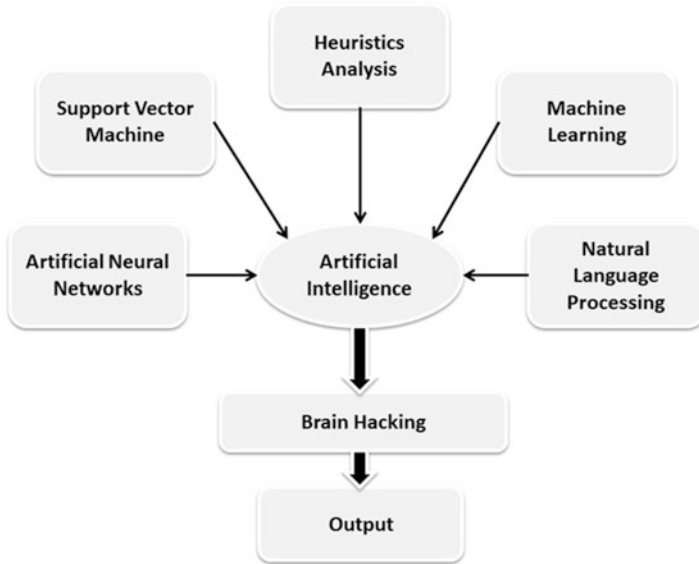 Heuristics
Analysis
Support Vector
Machine
Machine
Learning
Artificial Neural
Networks
Artificial
Intelligence
Natural
Language
Processing
Brain Hacking
Output